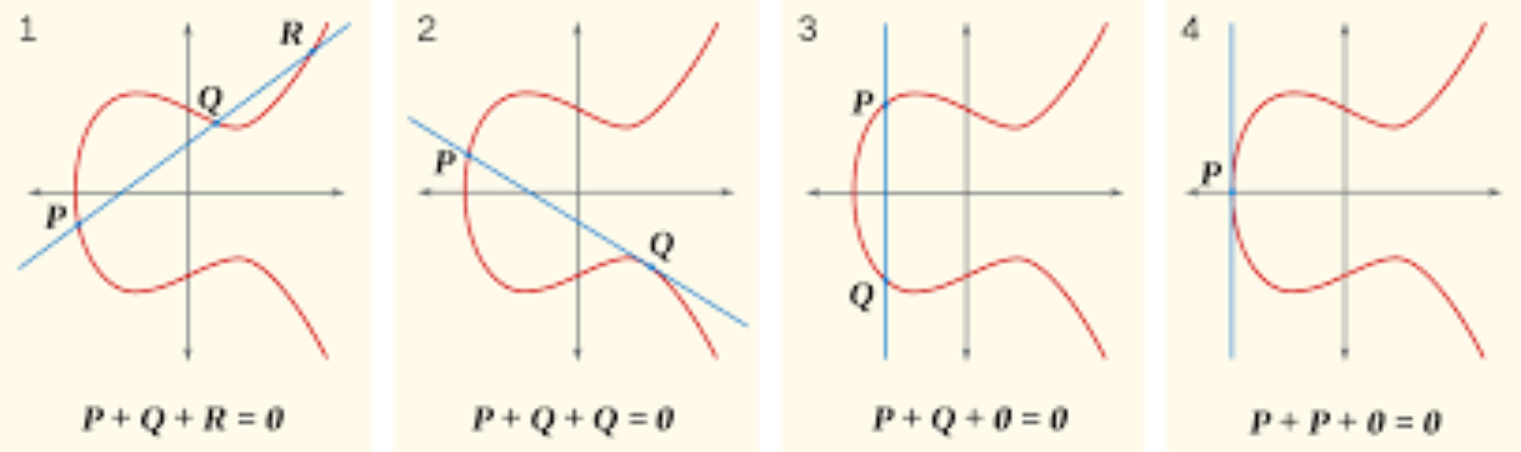 1
R
Q
P
P + Q + R = 0
2
P
Q
P + Q + Q = 0
3
P
Q
P + Q + 0 = 0
4
P
P + P + 0 = 0